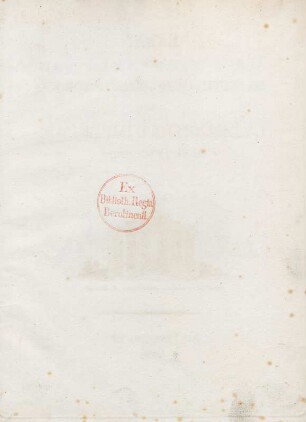 Ex
Biblioth. Regia
Berolinensi.